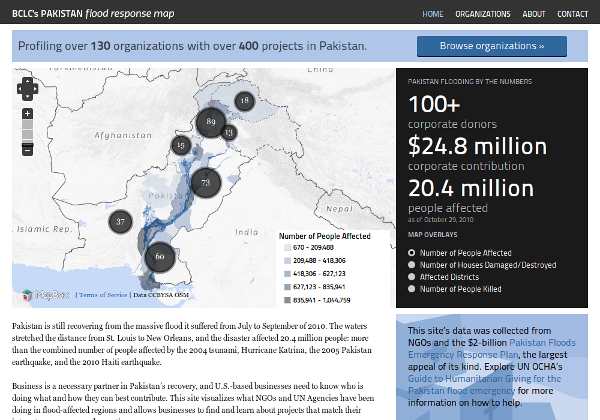 BCLC's PAKISTAN flood response map
HOME ORGANIZATIONS ABOUT CONTACT
Profiling over 130 organizations with over 400 projects in Pakistan.
Browse organizations »
China
18
89
13
Afghanistan
15
73
Pakistan
Nepal
37
Islamic Rep.
India
60
Number of People Affected
670 - 209,488
209,488 - 418,306
418,306 - 627,123
627,123 - 835,941
835,941 - 1,044,759
MapBox | Terms of Service | Data CCBYSA OSM
PAKISTAN FLOODING BY THE NUMBERS
100+
corporate donors
$24.8 million
corporate contribution
20.4 million
people affected
as of October 29, 2010
MAP OVERLAYS
Number of People Affected
Number of Houses Damaged/Destroyed
Affected Districts
Number of People Killed
Pakistan is still recovering from the massive flood it suffered from July to September of 2010. The waters
stretched the distance from St. Louis to New Orleans, and the disaster affected 20.4 million people: more
than the combined number of people affected by the 2004 tsunami, Hurricane Katrina, the 2005 Pakistan
earthquake, and the 2010 Haiti earthquake.
Business is a necessary partner in Pakistan's recovery, and U.S.-based businesses need to know who is
doing what and how they can best contribute. This site visualizes what NGOs and UN Agencies have been
doing in flood-affected regions and allows businesses to find and learn about projects that match their
This site's data was collected from
NGOs and the $2-billion Pakistan Floods
Emergency Response Plan, the largest
appeal of its kind. Explore UN OCHA's
Guide to Humanitarian Giving for the
Pakistan flood emergency for more
information on how to help.